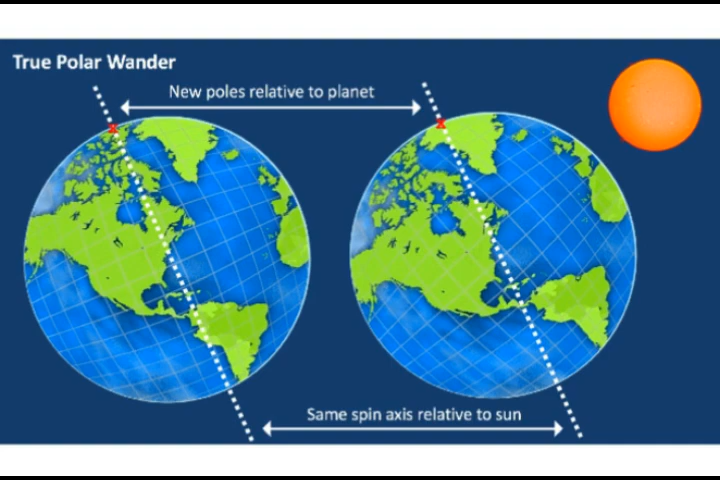 True Polar Wander
New poles relative to planet
Same spin axis relative to sun